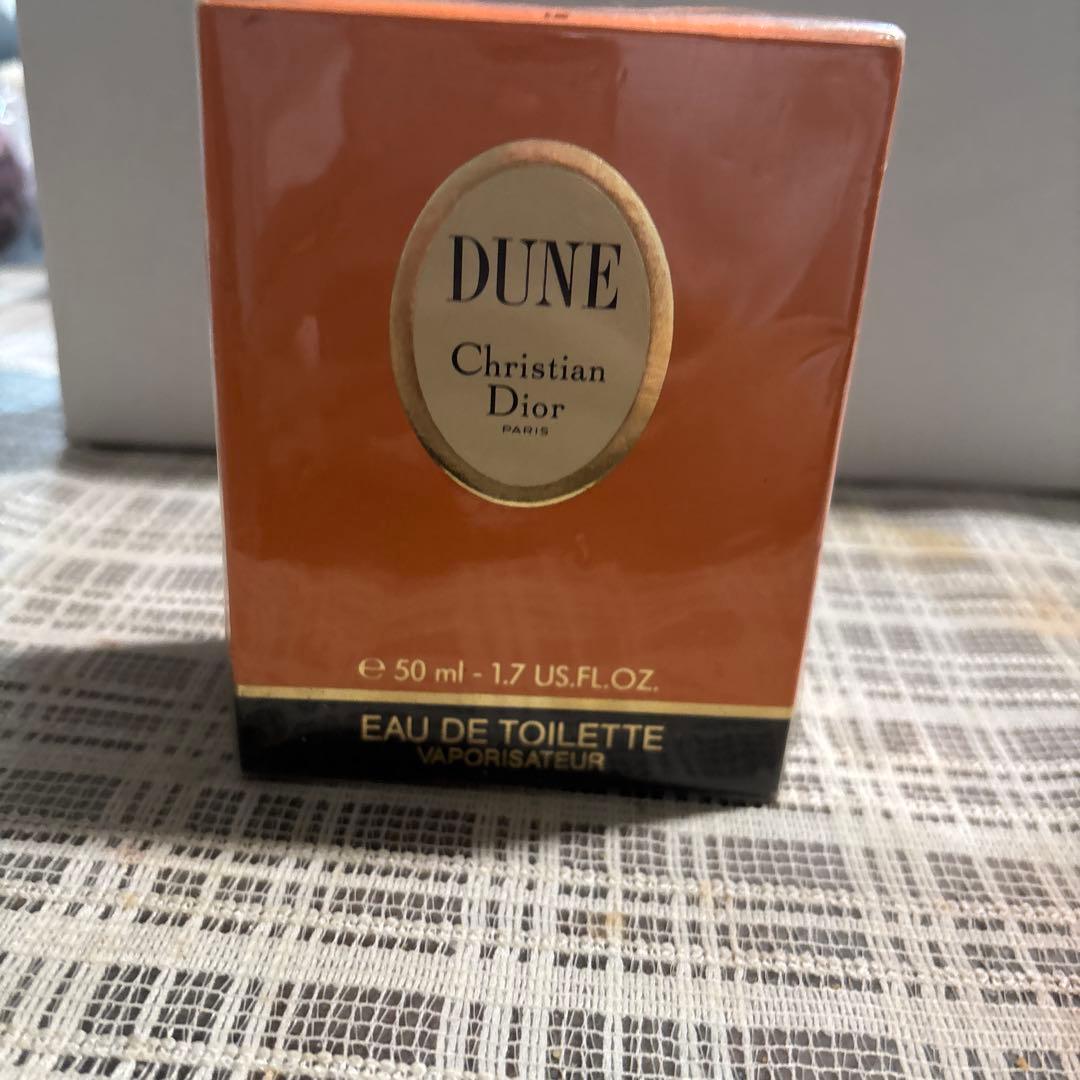 DUNE
Christian
Dior
PARIS
℮ 50 ml - 1.7 US.FL.OZ.
EAU DE TOILETTE
VAPORISATEUR